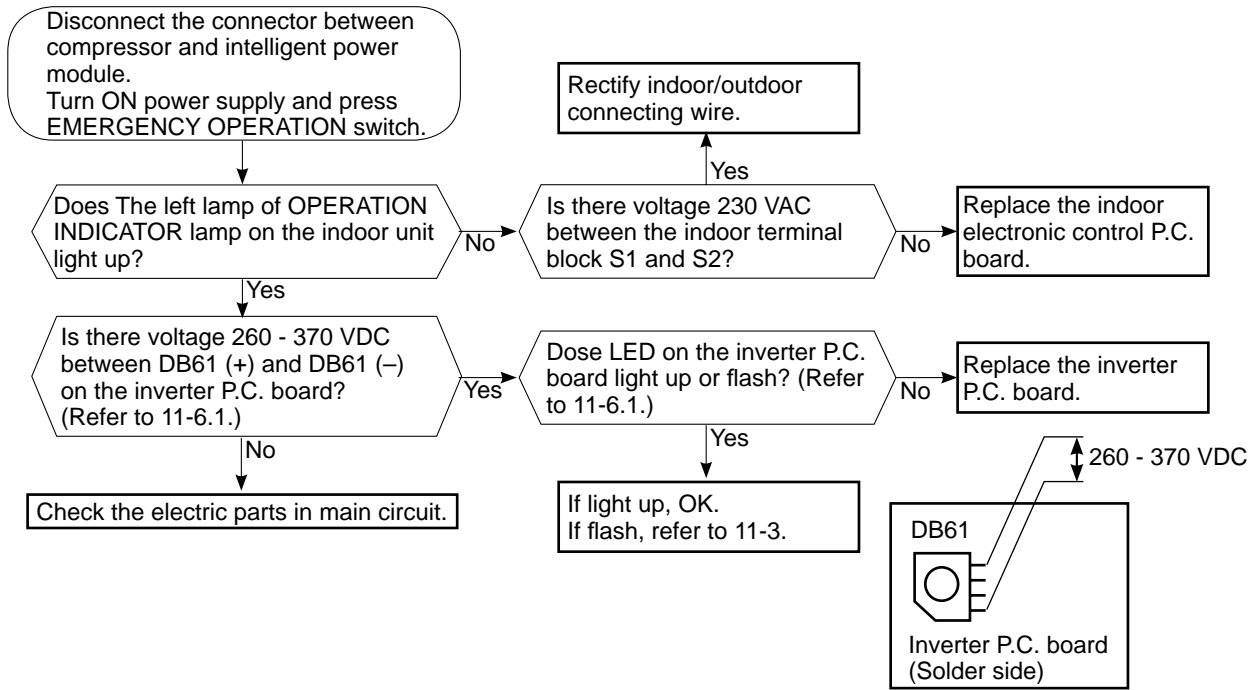 Disconnect the connector between
compressor and intelligent power
module.
Turn ON power supply and press
EMERGENCY OPERATION switch.
Rectify indoor/outdoor
connecting wire.
Yes
Does The left lamp of OPERATION
INDICATOR lamp on the indoor unit
light up?
No
Is there voltage 230 VAC
between the indoor terminal
block S1 and S2?
No
Replace the indoor
electronic control P.C.
board.
Yes
Is there voltage 260 - 370 VDC
between DB61 (+) and DB61 (–)
on the inverter P.C. board?
(Refer to 11-6.1.)
Yes
Dose LED on the inverter P.C.
board light up or flash? (Refer
to 11-6.1.)
No
Replace the inverter
P.C. board.
No
Check the electric parts in main circuit.
Yes
If light up, OK.
If flash, refer to 11-3.
260 - 370 VDC
DB61
Inverter P.C. board
(Solder side)